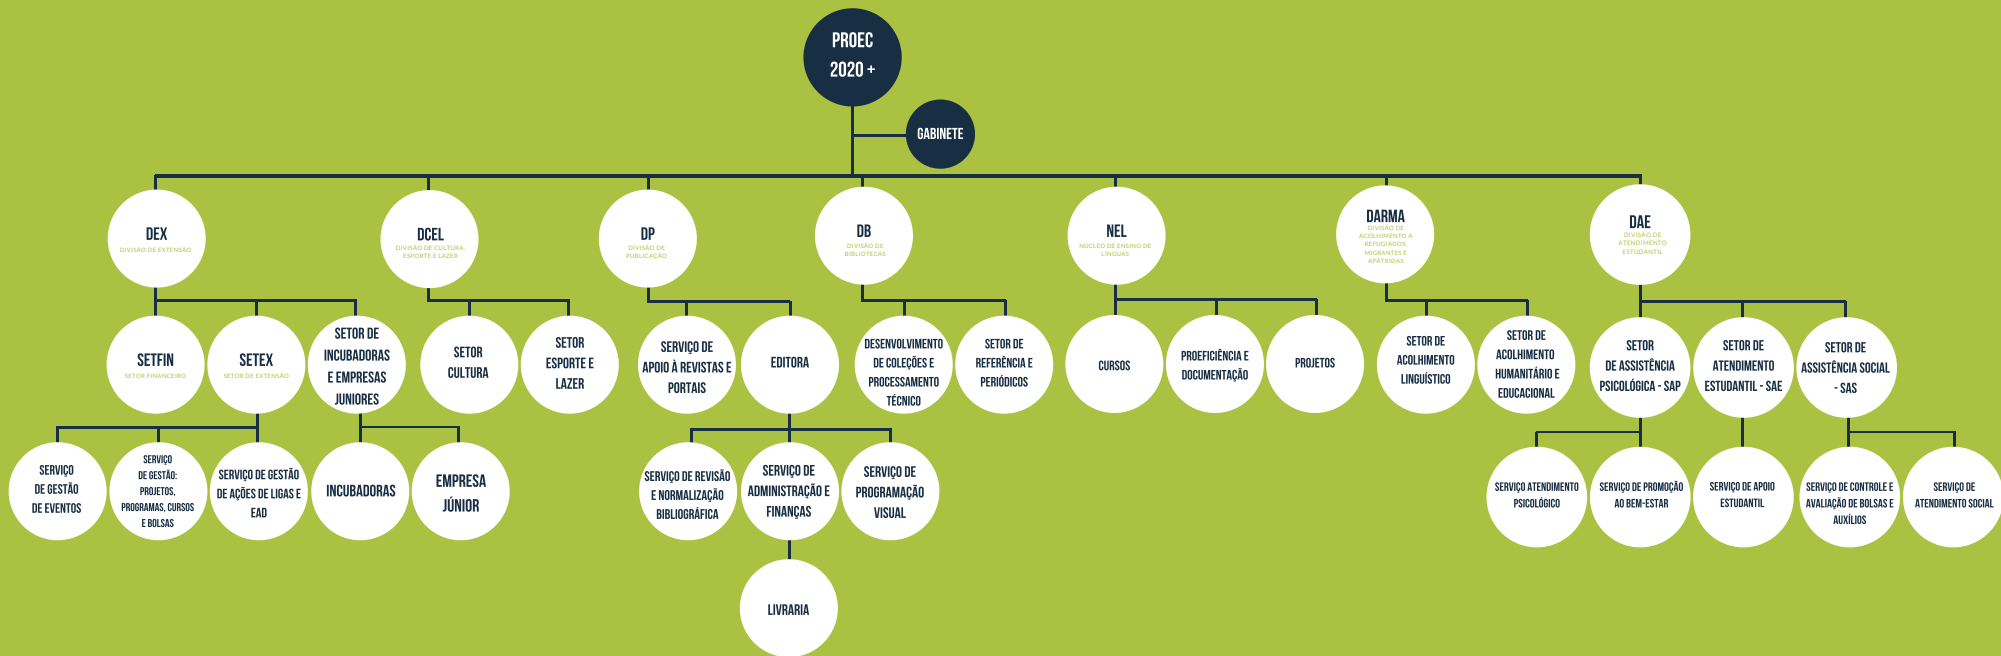 PROEC
2020 +
GABINETE
DEX
DIVISÃO DE EXTENSÃO
DCEL
DIVISÃO DE CULTURA,
ESPORTE E LAZER
DP
DIVISÃO DE
PUBLICAÇÃO
DB
DIVISÃO DE
BIBLIOTECAS
NEL
NÚCLEO DE ENSINO DE
LÍNGUAS
DARMA
DIVISÃO DE
ACOLHIMENTO A
REFUGIADOS,
MIGRANTES E
APÁTRIDAS
DAE
DIVISÃO DE
ATENDIMENTO
ESTUDANTIL
SETFIN
SETOR FINANCEIRO
SETEX
SETOR DE EXTENSÃO
SETOR DE
INCUBADORAS
E EMPRESAS
JUNIORES
SETOR
CULTURA
SETOR
ESPORTE E
LAZER
SERVIÇO DE
APOIO À REVISTAS E
PORTAIS
EDITORA
DESENVOLVIMENTO
DE COLEÇÕES E
PROCESSAMENTO
TÉCNICO
SETOR DE
REFERÊNCIA E
PERIÓDICOS
CURSOS
PROEFICIÊNCIA E
DOCUMENTAÇÃO
PROJETOS
SETOR DE
ACOLHIMENTO
LINGUÍSTICO
SETOR DE
ACOLHIMENTO
HUMANITÁRIO E
EDUCACIONAL
SETOR
DE ASSISTÊNCIA
PSICOLÓGICA - SAP
SETOR DE
ATENDIMENTO
ESTUDANTIL - SAE
SETOR DE
ASSISTÊNCIA SOCIAL
- SAS
SERVIÇO
DE GESTÃO
DE EVENTOS
SERVIÇO
DE GESTÃO:
PROJETOS,
PROGRAMAS, CURSOS
E BOLSAS
SERVIÇO DE GESTÃO
DE AÇÕES DE LIGAS E
EAD
INCUBADORAS
EMPRESA
JÚNIOR
SERVIÇO DE REVISÃO
E NORMALIZAÇÃO
BIBLIOGRÁFICA
SERVIÇO DE
ADMINISTRAÇÃO E
FINANÇAS
SERVIÇO DE
PROGRAMAÇÃO
VISUAL
SERVIÇO ATENDIMENTO
PSICOLÓGICO
SERVIÇO DE PROMOÇÃO
AO BEM-ESTAR
SERVIÇO DE APOIO
ESTUDANTIL
SERVIÇO DE CONTROLE E
AVALIAÇÃO DE BOLSAS E
AUXÍLIOS
SERVIÇO DE
ATENDIMENTO SOCIAL
LIVRARIA